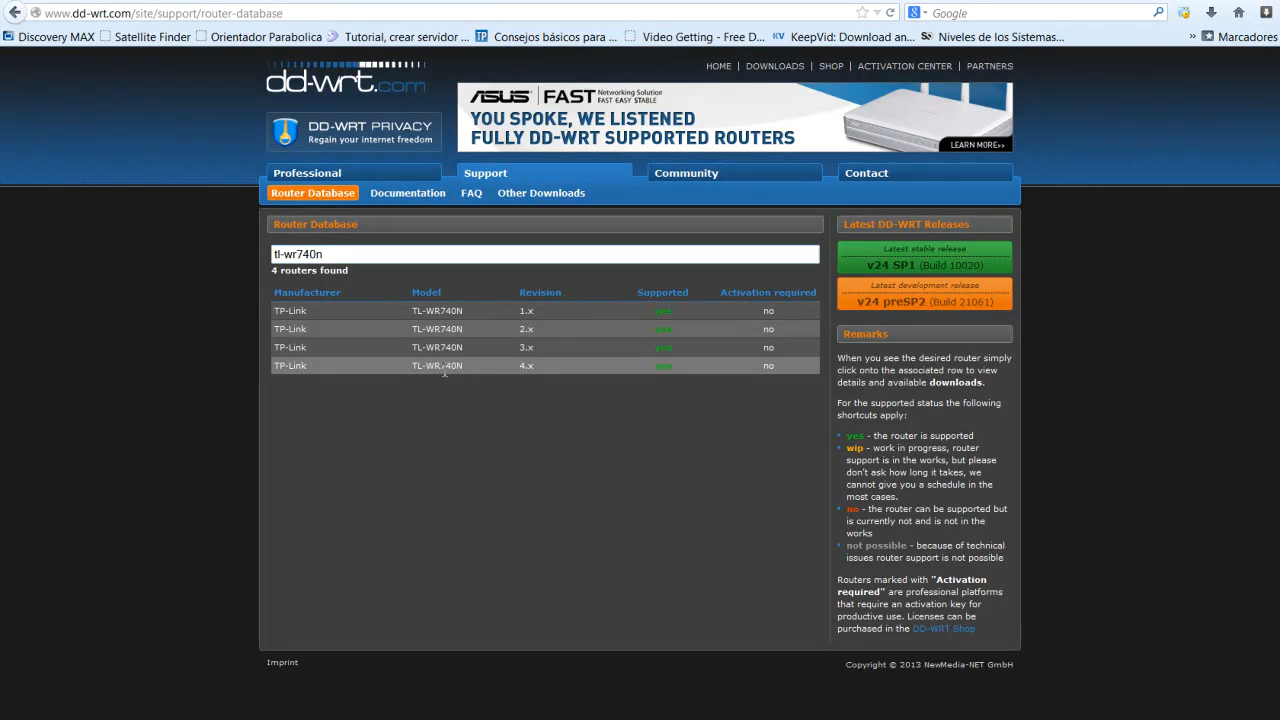 www.dd-wrt.com/site/support/router-database
Google
Discovery MAX
Satellite Finder
Orientador Parabolica
Tutorial, crear servidor ...
TP Consejos básicos para ...
Video Getting - Free D...
KV KeepVid: Download an...
Niveles de los Sistemas...
»
Marcadores
dd-wrt.com
HOME | DOWNLOADS | SHOP | ACTIVATION CENTER | PARTNERS
DD-WRT PRIVACY
Regain your internet freedom
ASUS | FAST Networking Solution
FAST EASY STABLE
YOU SPOKE, WE LISTENED
FULLY DD-WRT SUPPORTED ROUTERS
LEARN MORE>>
Professional
Support
Community
Contact
Router Database
Documentation
FAQ
Other Downloads
Router Database
tl-wr740n
4 routers found
Manufacturer Model Revision Supported Activation required
TP-Link TL-WR740N 1.x yes no
TP-Link TL-WR740N 2.x yes no
TP-Link TL-WR740N 3.x yes no
TP-Link TL-WR740N 4.x yes no
Latest DD-WRT Releases
Latest stable release
v24 SP1 (Build 10020)
Latest development release
v24 preSP2 (Build 21061)
Remarks
When you see the desired router simply
click onto the associated row to view
details and available downloads.
For the supported status the following
shortcuts apply:
yes - the router is supported
wip - work in progress, router
support is in the works, but please
don't ask how long it takes, we
cannot give you a schedule in the
most cases.
no - the router can be supported but
is currently not and is not in the
works
not possible - because of technical
issues router support is not possible
Routers marked with "Activation
required" are professional platforms
that require an activation key for
productive use. Licenses can be
purchased in the DD-WRT Shop
Imprint
Copyright © 2013 NewMedia-NET GmbH